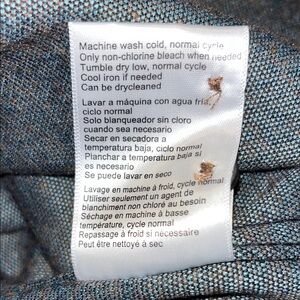 Machine wash cold, normal cycle
Only non-chlorine bleach when needed
Tumble dry low, normal cycle
Cool iron if needed
Can be drycleaned
Lavar a máquina con agua fría,
ciclo normal
Solo blanqueador sin cloro
cuando sea necesario
Secar en secadora a
temperatura baja, ciclo normal
Planchar a temperatura baja si
es necesario
Se puede lavar en seco
Lavage en machine à froid, cycle normal
Utiliser seulement un agent de
blanchiment non chloré au besoin
Séchage en machine à basse
température, cycle normal
Repassage à froid si nécessaire
Peut être nettoyé à sec